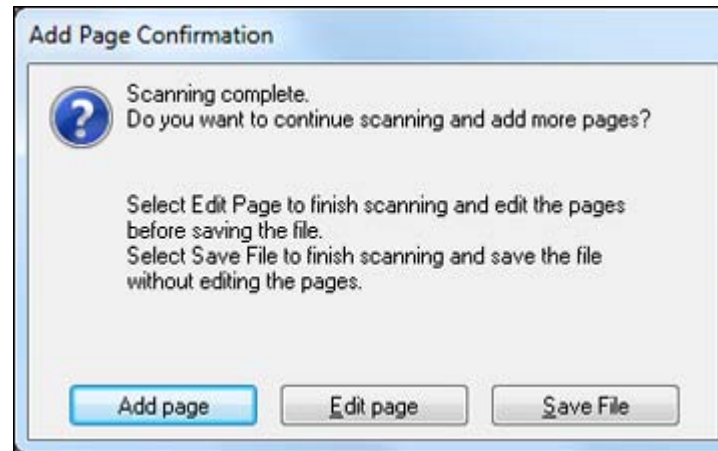 Add Page Confirmation
Scanning complete.
Do you want to continue scanning and add more pages?
Select Edit Page to finish scanning and edit the pages
before saving the file.
Select Save File to finish scanning and save the file
without editing the pages.
Add page
Edit page
Save File